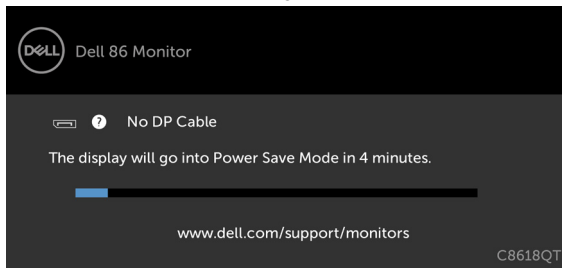 DELL
Dell 86 Monitor
? No DP Cable
The display will go into Power Save Mode in 4 minutes.
www.dell.com/support/monitors
C8618QT